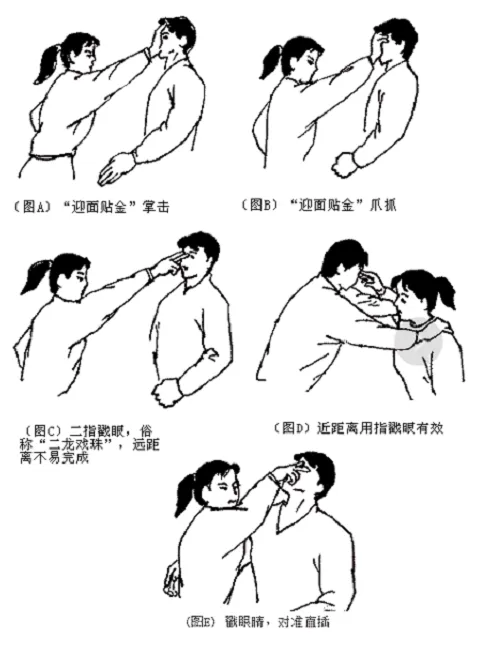 (图A) “迎面贴金”掌击
(图B) “迎面贴金”爪抓
(图C) 二指戳眼，俗
称“二龙戏珠”，远距
离不易完成
(图D) 近距离用指戳眼有效
(图E) 戳眼睛，对准直插